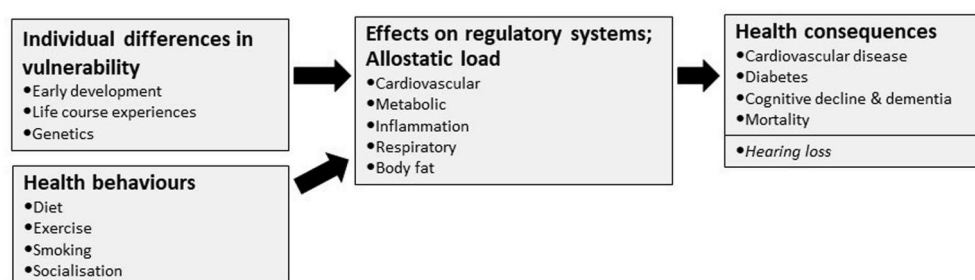 Individual differences in
vulnerability
•Early development
•Life course experiences
•Genetics
Health behaviours
•Diet
•Exercise
•Smoking
•Socialisation
Effects on regulatory systems;
Allostatic load
•Cardiovascular
•Metabolic
•Inflammation
•Respiratory
•Body fat
Health consequences
•Cardiovascular disease
•Diabetes
•Cognitive decline & dementia
•Mortality
•Hearing loss